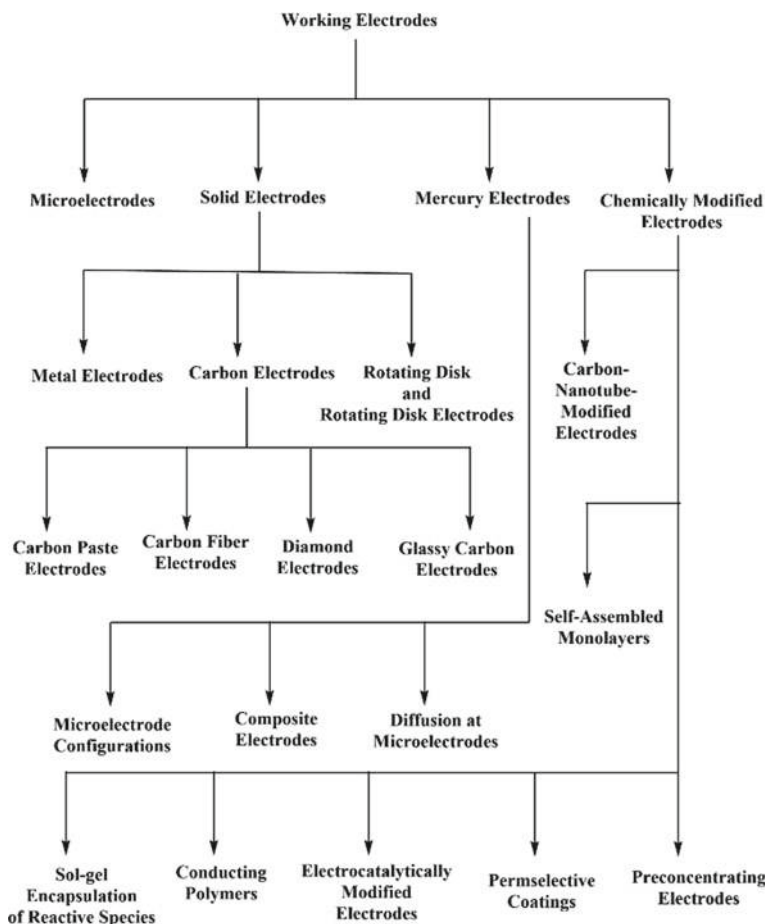 Working Electrodes
Microelectrodes
Solid Electrodes
Mercury Electrodes
Chemically Modified
Electrodes
Metal Electrodes
Carbon Electrodes
Rotating Disk
and
Rotating Disk Electrodes
Carbon-
Nanotube-
Modified
Electrodes
Carbon Paste
Electrodes
Carbon Fiber
Electrodes
Diamond
Electrodes
Glassy Carbon
Electrodes
Self-Assembled
Monolayers
Microelectrode
Configurations
Composite
Electrodes
Diffusion at
Microelectrodes
Sol-gel
Encapsulation
of Reactive Species
Conducting
Polymers
Electrocatalytically
Modified
Electrodes
Permselective
Coatings
Preconcentrating
Electrodes